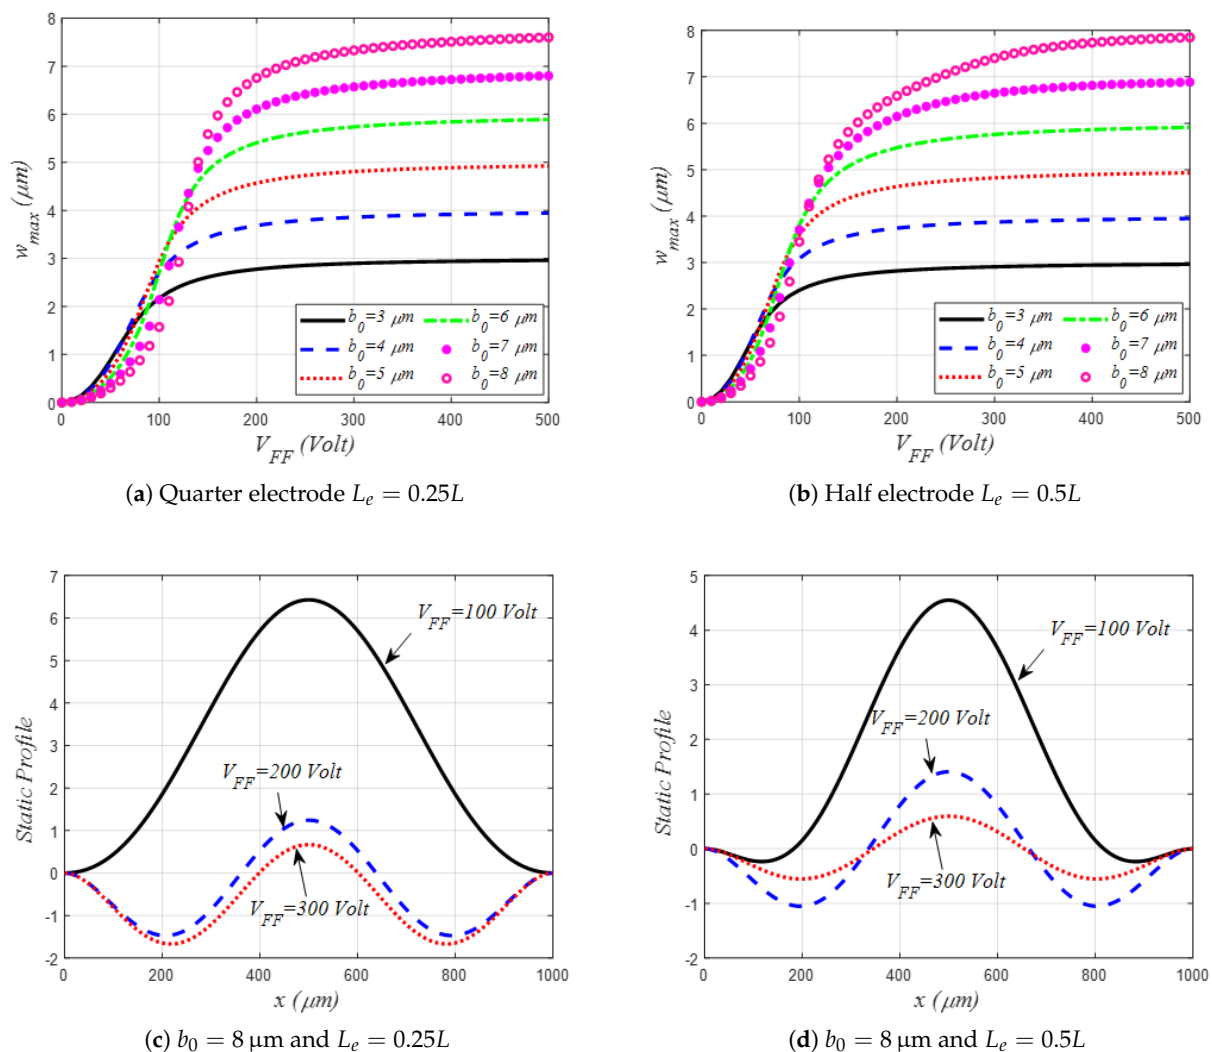 8
7
6
5
4
3
2
1
0
w_max (μm)
0 100 200 300 400 500
V_FF (Volt)
b_0=3 μm b_0=6 μm
b_0=4 μm b_0=7 μm
b_0=5 μm b_0=8 μm
(a) Quarter electrode L_e = 0.25L
8
7
6
5
4
3
2
1
0
w_max (μm)
0 100 200 300 400 500
V_FF (Volt)
b_0=3 μm b_0=6 μm
b_0=4 μm b_0=7 μm
b_0=5 μm b_0=8 μm
(b) Half electrode L_e = 0.5L
7
6
5
4
3
2
1
0
-1
-2
Static Profile
V_FF=100 Volt
V_FF=200 Volt
V_FF=300 Volt
0 200 400 600 800 1000
x (μm)
(c) b_0 = 8 μm and L_e = 0.25L
5
4
3
2
1
0
-1
-2
Static Profile
V_FF=100 Volt
V_FF=200 Volt
V_FF=300 Volt
0 200 400 600 800 1000
x (μm)
(d) b_0 = 8 μm and L_e = 0.5L